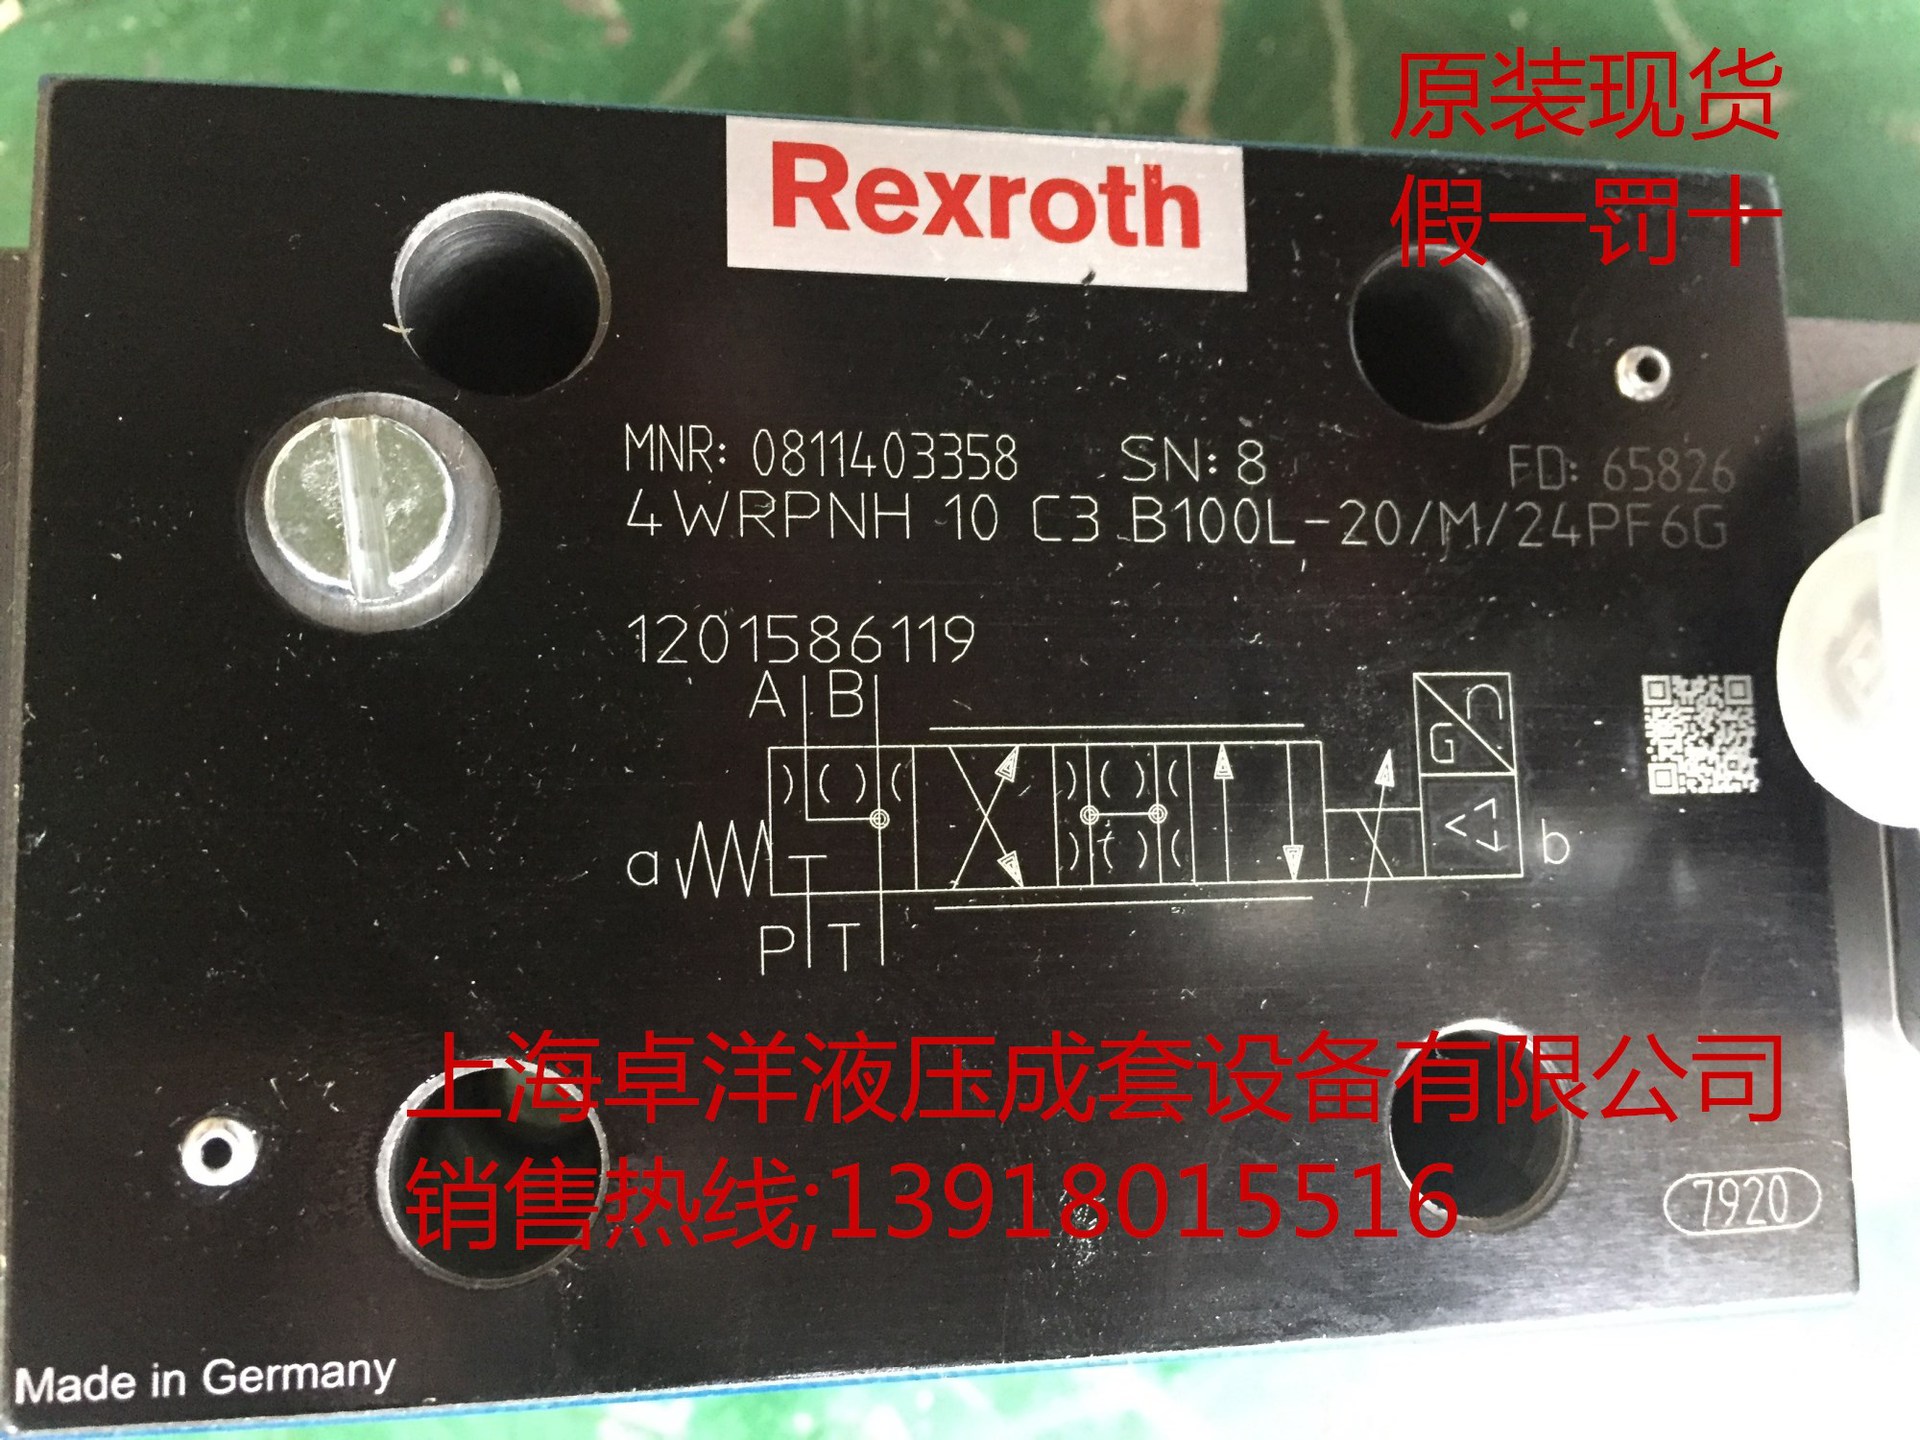 原装现货
假一罚十
Rexroth
MNR: 0811403358 SN: 8 FD: 65826
4WRPNH 10 C3 B100L-20/M/24PF6G
1201586119
A B
G
a b
P T
上海卓洋液压成套设备有限公司
销售热线;13918015516
7920
Made in Germany